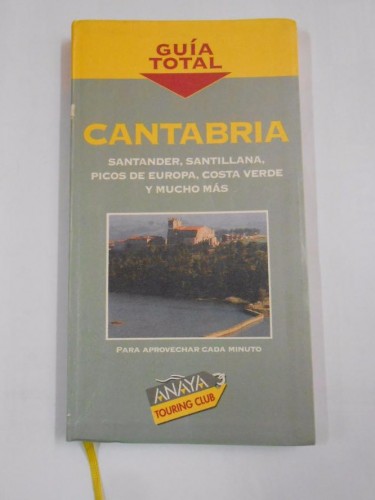 GUÍA
TOTAL
CANTABRIA
SANTANDER, SANTILLANA,
PICOS DE EUROPA, COSTA VERDE
Y MUCHO MÁS
PARA APROVECHAR CADA MINUTO
ANAYA
TOURING CLUB